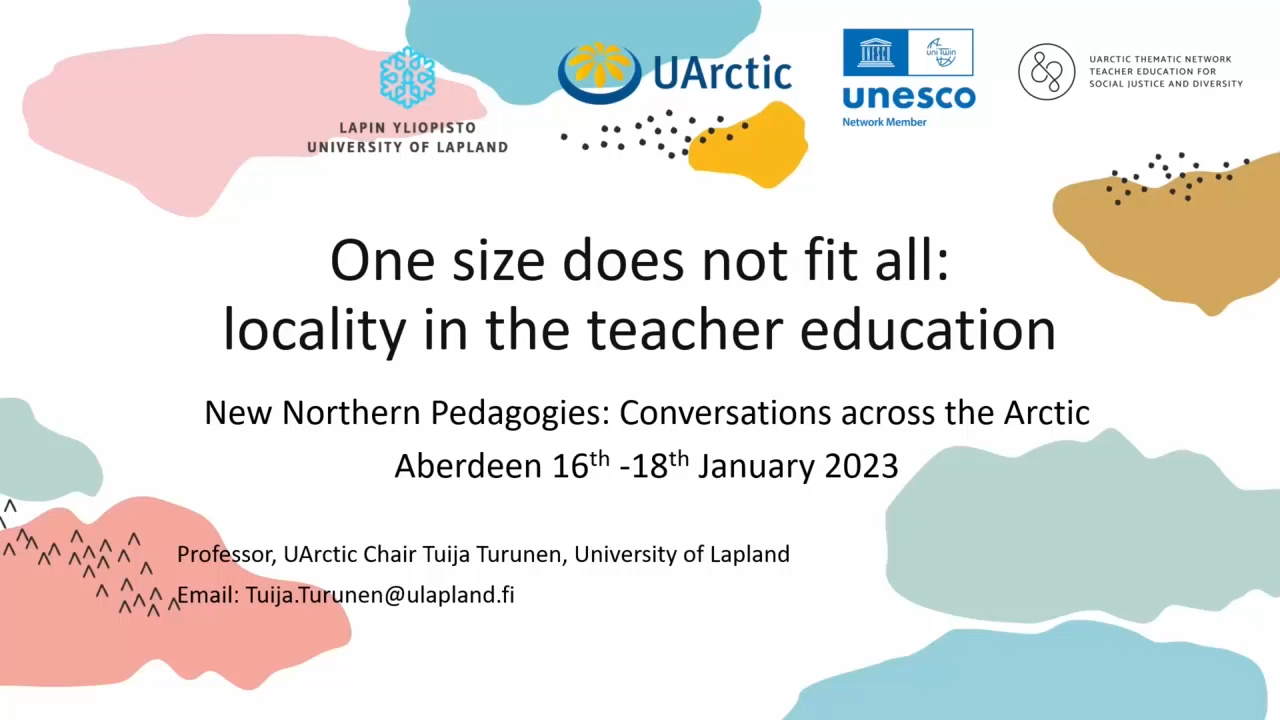 LAPIN YLIOPISTO
UNIVERSITY OF LAPLAND
UArctic
UNESCO
uniTwin
unesco
Network Member
UARCTIC THEMATIC NETWORK
TEACHER EDUCATION FOR
SOCIAL JUSTICE AND DIVERSITY
One size does not fit all:
locality in the teacher education
New Northern Pedagogies: Conversations across the Arctic
Aberdeen 16th -18th January 2023
Professor, UArctic Chair Tuija Turunen, University of Lapland
Email: Tuija.Turunen@ulapland.fi